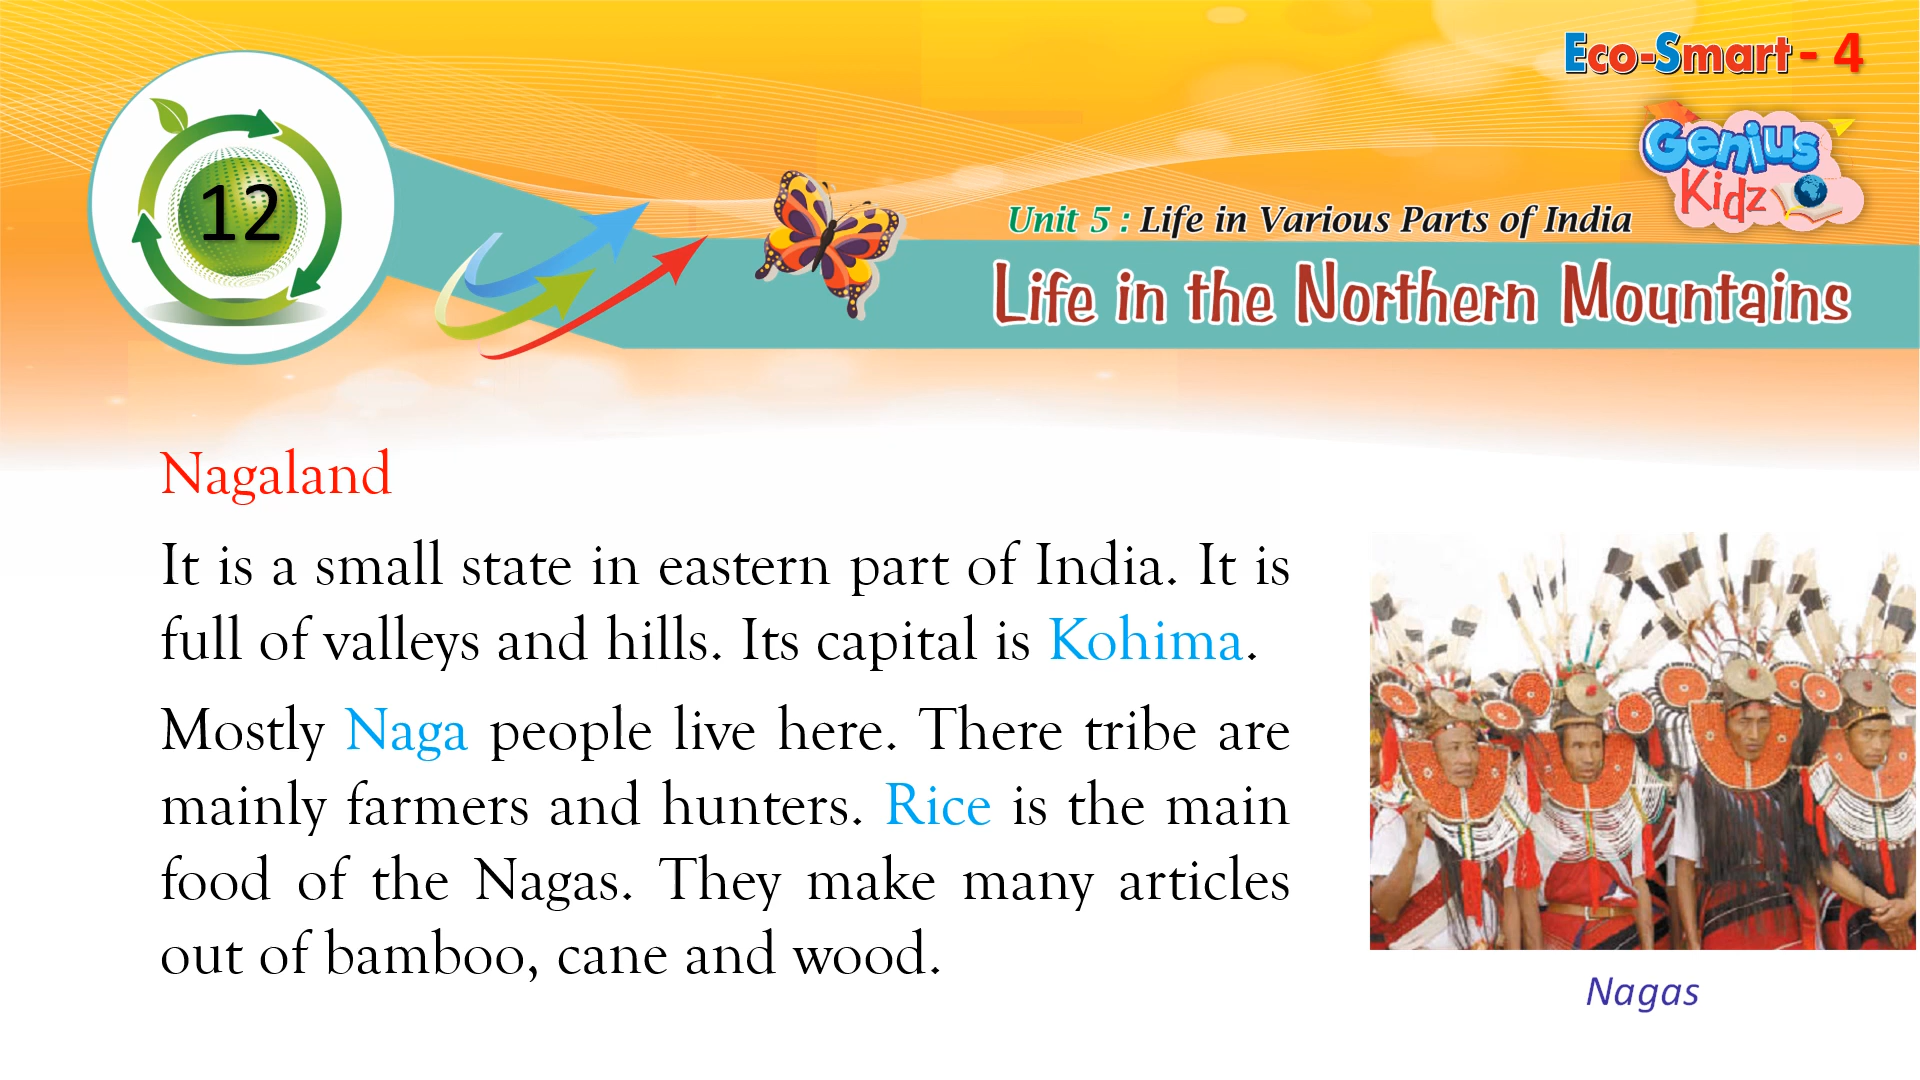 Eco-Smart - 4
Genius
Kidz
12
Unit 5 : Life in Various Parts of India
Life in the Northern Mountains
Nagaland
It is a small state in eastern part of India. It is
full of valleys and hills. Its capital is Kohima.
Mostly Naga people live here. There tribe are
mainly farmers and hunters. Rice is the main
food of the Nagas. They make many articles
out of bamboo, cane and wood.
Nagas